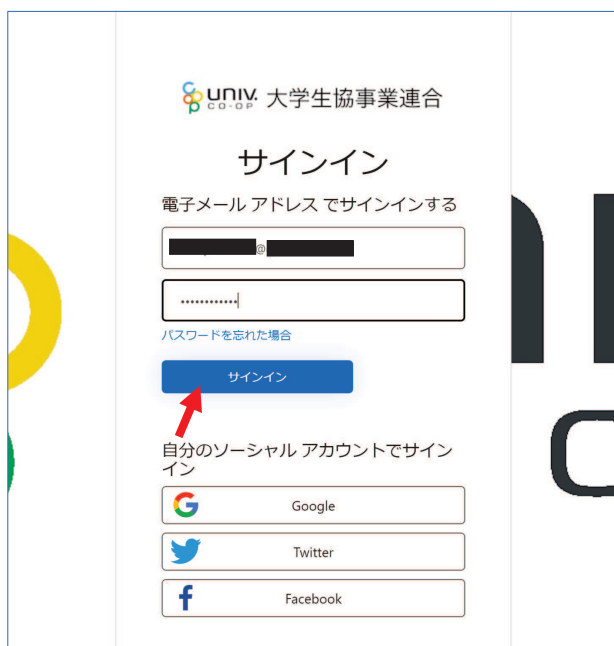 UNIV. 大学生協事業連合
CO-OP
サインイン
電子メール アドレス でサインインする
@
••••••••••••
パスワードを忘れた場合
サインイン
自分のソーシャル アカウントでサイン
イン
Google
Twitter
Facebook